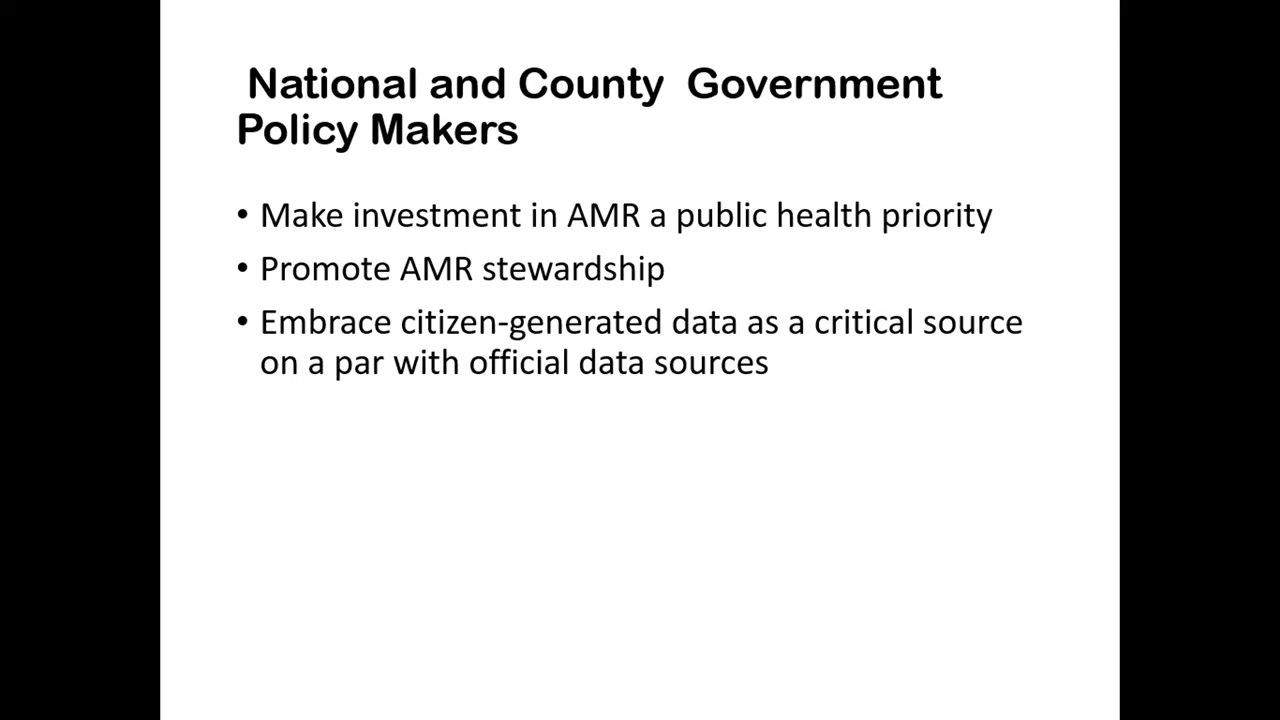 National and County Government
Policy Makers
• Make investment in AMR a public health priority
• Promote AMR stewardship
• Embrace citizen-generated data as a critical source
on a par with official data sources